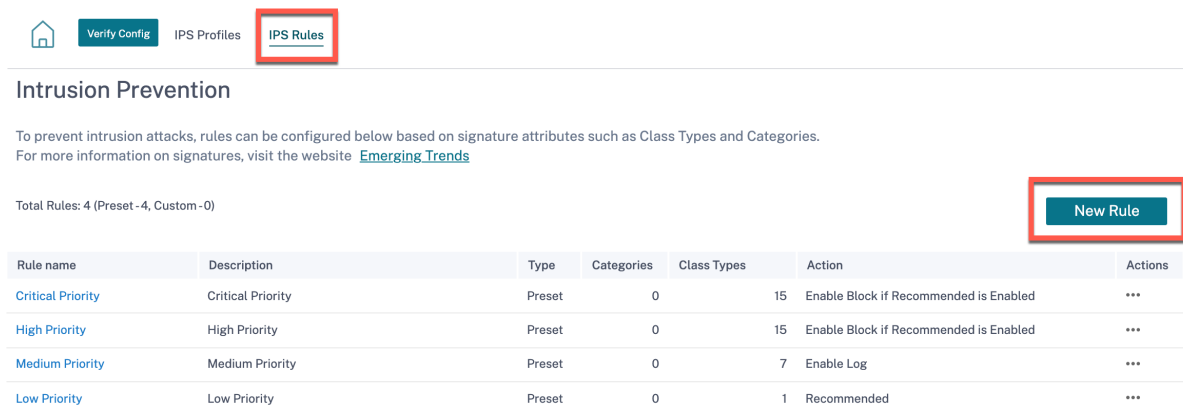 Verify Config IPS Profiles IPS Rules
Intrusion Prevention
To prevent intrusion attacks, rules can be configured below based on signature attributes such as Class Types and Categories.
For more information on signatures, visit the website Emerging Trends
Total Rules: 4 (Preset - 4, Custom - 0)
New Rule
Rule name Description Type Categories Class Types Action Actions
Critical Priority Critical Priority Preset 0 15 Enable Block if Recommended is Enabled •••
High Priority High Priority Preset 0 15 Enable Block if Recommended is Enabled •••
Medium Priority Medium Priority Preset 0 7 Enable Log •••
Low Priority Low Priority Preset 0 1 Recommended •••